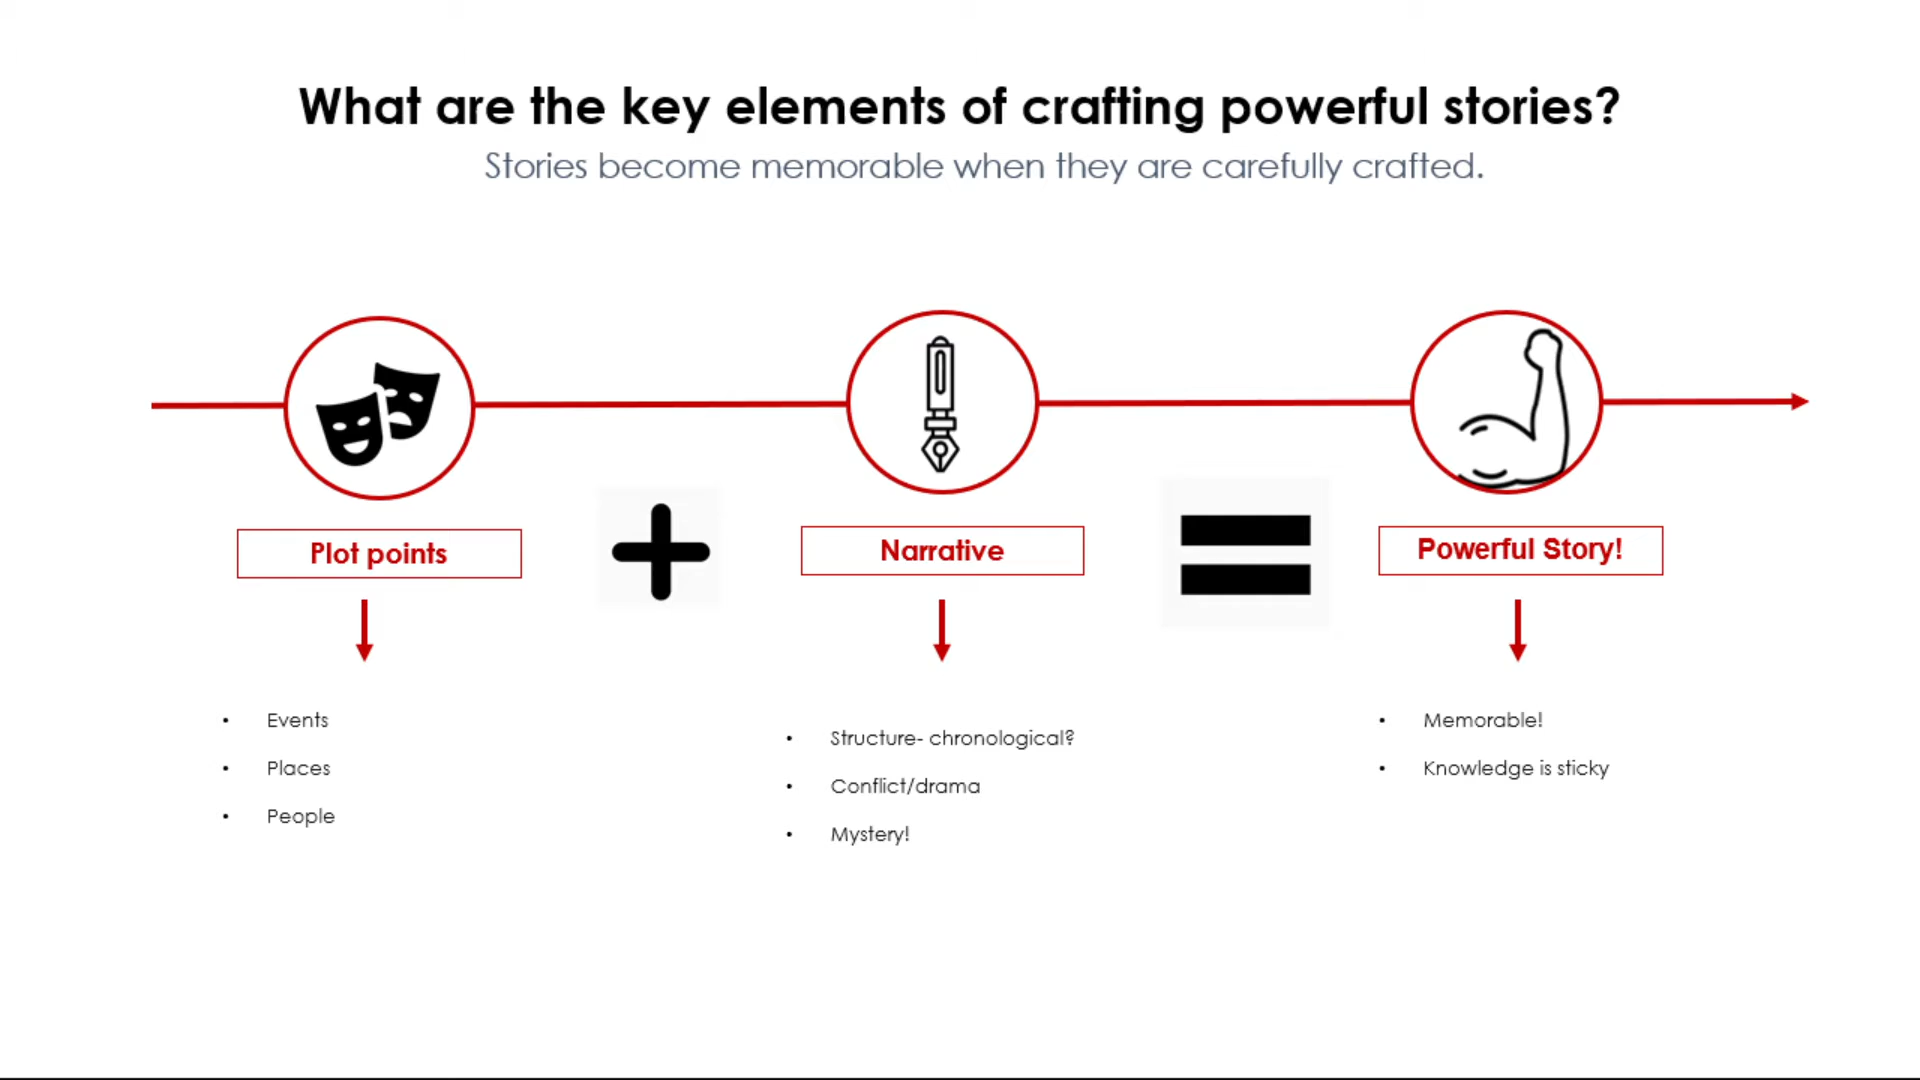 What are the key elements of crafting powerful stories?
Stories become memorable when they are carefully crafted.
Plot points
• Events
• Places
• People
Narrative
• Structure- chronological?
• Conflict/drama
• Mystery!
Powerful Story!
• Memorable!
• Knowledge is sticky